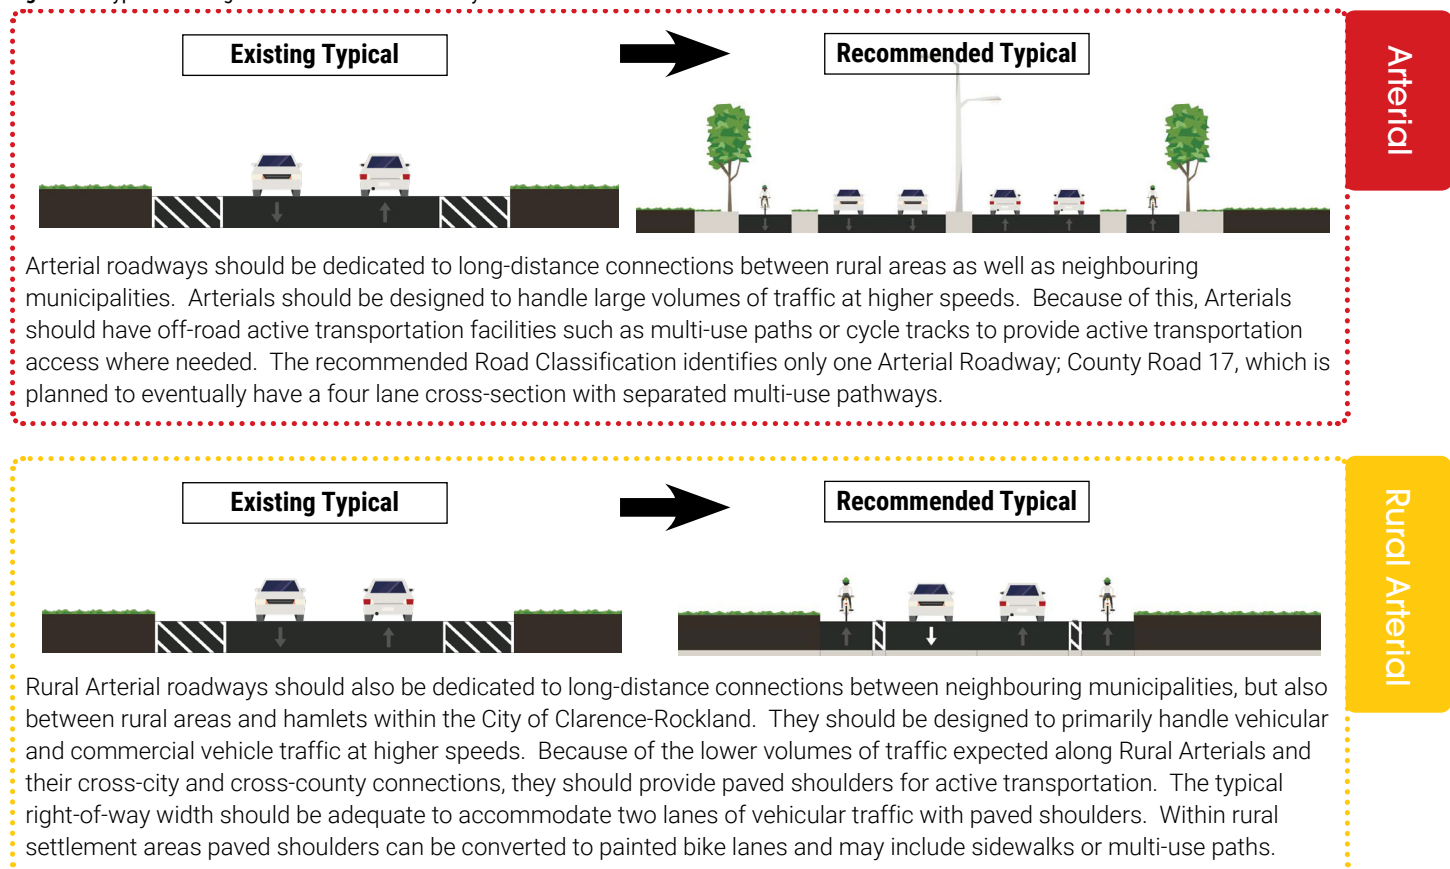 Existing Typical
Recommended Typical
Arterial
Arterial roadways should be dedicated to long-distance connections between rural areas as well as neighbouring
municipalities.  Arterials should be designed to handle large volumes of traffic at higher speeds.  Because of this, Arterials
should have off-road active transportation facilities such as multi-use paths or cycle tracks to provide active transportation
access where needed.  The recommended Road Classification identifies only one Arterial Roadway; County Road 17, which is
planned to eventually have a four lane cross-section with separated multi-use pathways.
Existing Typical
Recommended Typical
Rural Arterial
Rural Arterial roadways should also be dedicated to long-distance connections between neighbouring municipalities, but also
between rural areas and hamlets within the City of Clarence-Rockland.  They should be designed to primarily handle vehicular
and commercial vehicle traffic at higher speeds.  Because of the lower volumes of traffic expected along Rural Arterials and
their cross-city and cross-county connections, they should provide paved shoulders for active transportation.  The typical
right-of-way width should be adequate to accommodate two lanes of vehicular traffic with paved shoulders.  Within rural
settlement areas paved shoulders can be converted to painted bike lanes and may include sidewalks or multi-use paths.